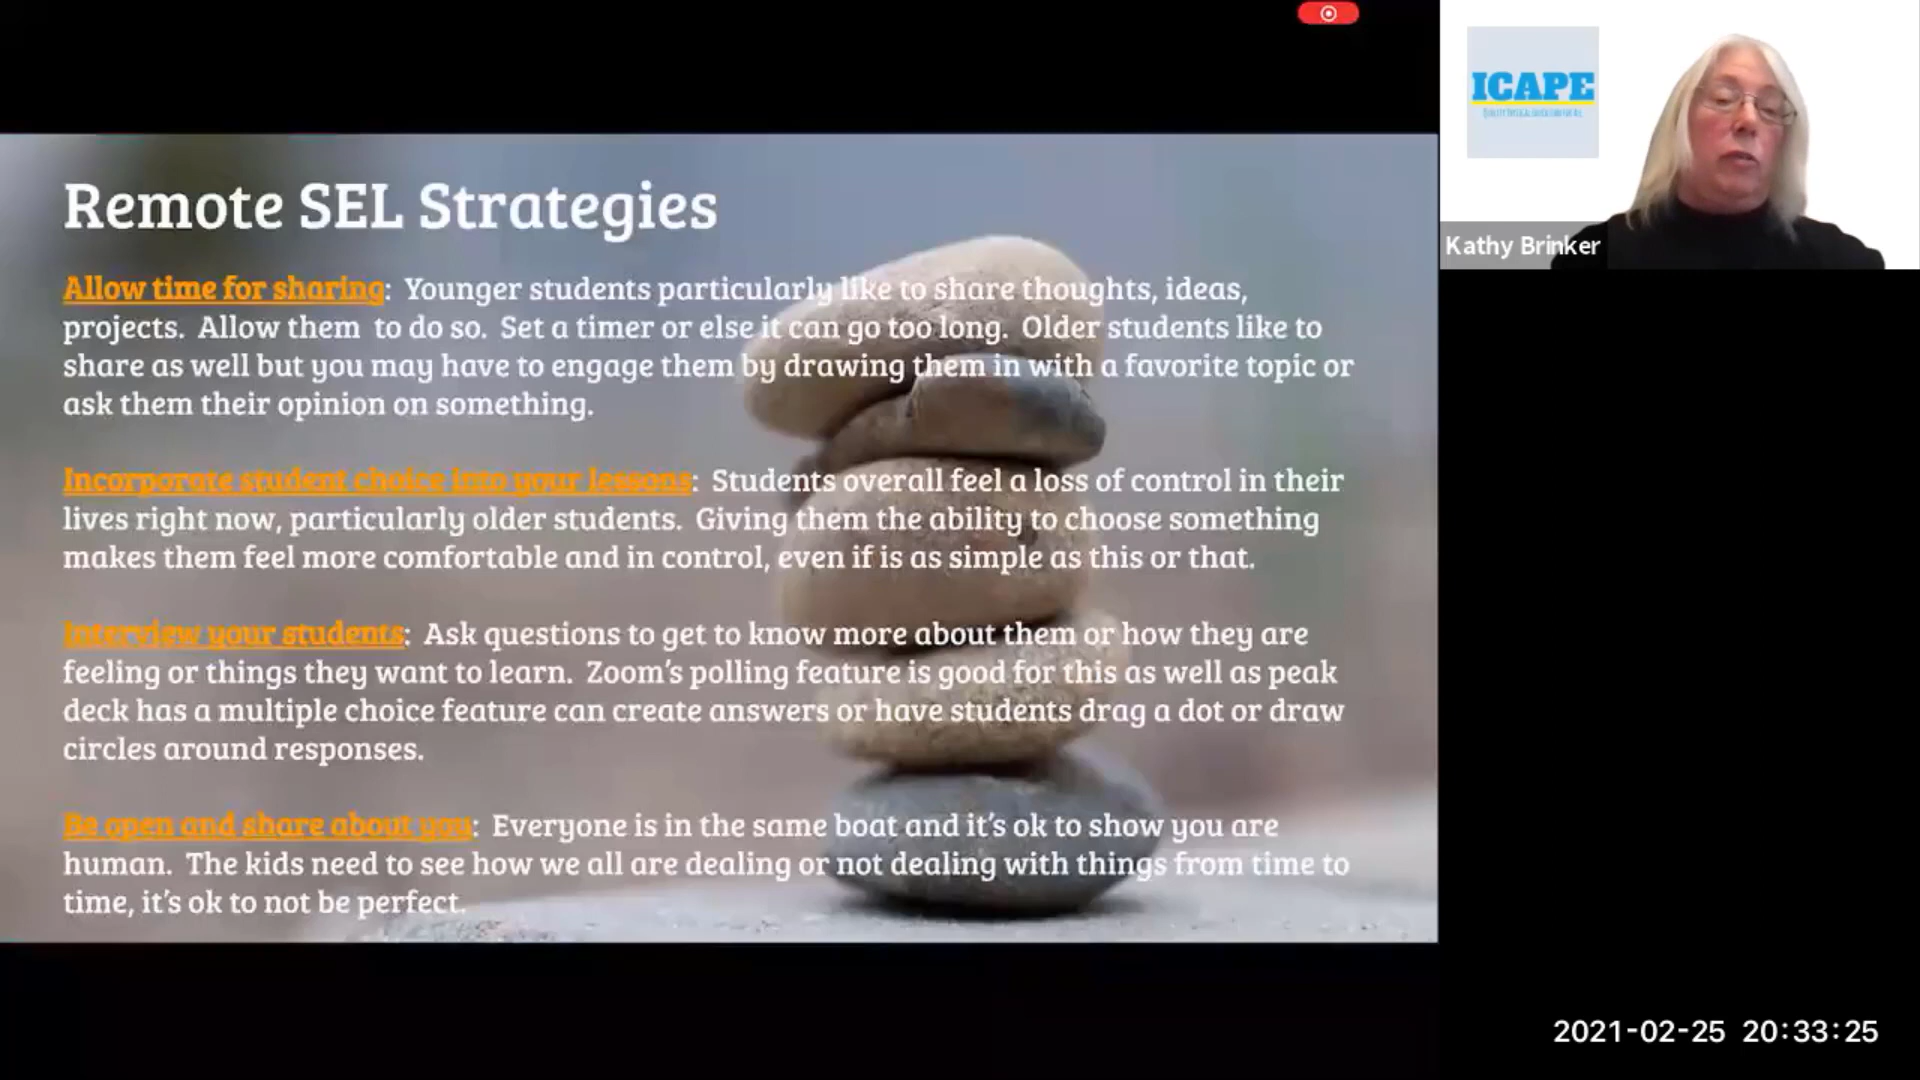 Remote SEL Strategies
Allow time for sharing:  Younger students particularly like to share thoughts, ideas,
projects.  Allow them  to do so.  Set a timer or else it can go too long.  Older students like to
share as well but you may have to engage them by drawing them in with a favorite topic or
ask them their opinion on something.
Incorporate student choice into your lessons:  Students overall feel a loss of control in their
lives right now, particularly older students.  Giving them the ability to choose something
makes them feel more comfortable and in control, even if is as simple as this or that.
Interview your students:  Ask questions to get to know more about them or how they are
feeling or things they want to learn.  Zoom’s polling feature is good for this as well as peak
deck has a multiple choice feature can create answers or have students drag a dot or draw
circles around responses.
Be open and share about you:  Everyone is in the same boat and it’s ok to show you are
human.  The kids need to see how we all are dealing or not dealing with things from time to
time, it’s ok to not be perfect.
ICAPE
Kathy Brinker
2021-02-25  20:33:25